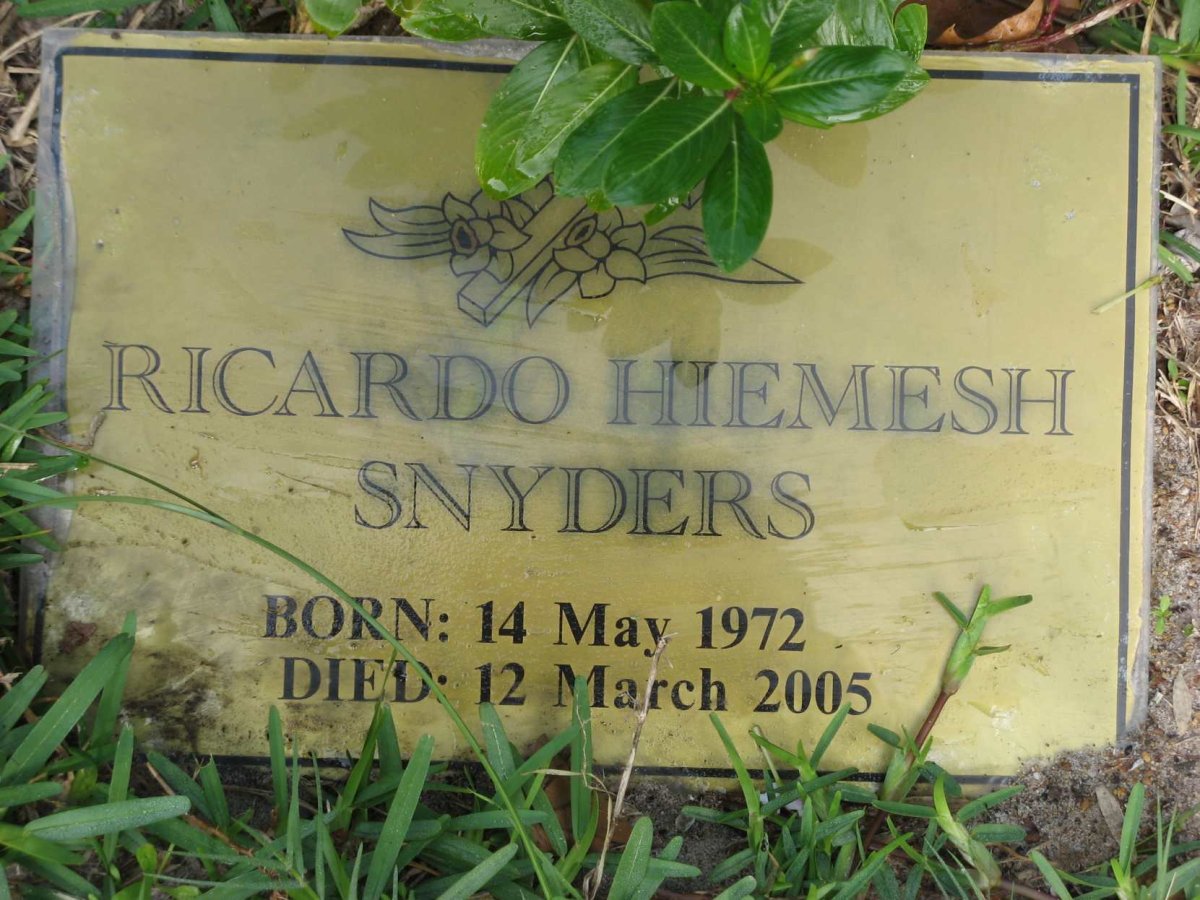 RICARDO HIEMESH
SNYDERS
BORN: 14 May 1972
DIED: 12 March 2005